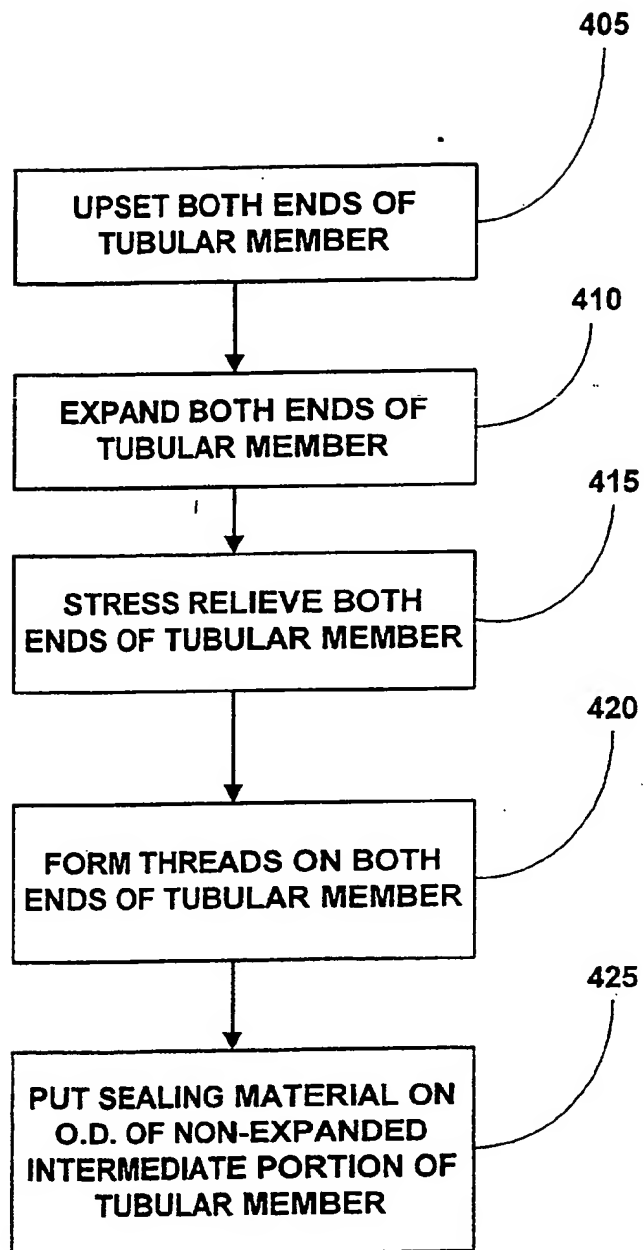 405
UPSET BOTH ENDS OF
TUBULAR MEMBER
410
EXPAND BOTH ENDS OF
TUBULAR MEMBER
415
STRESS RELIEVE BOTH
ENDS OF TUBULAR MEMBER
420
FORM THREADS ON BOTH
ENDS OF TUBULAR MEMBER
425
PUT SEALING MATERIAL ON
O.D. OF NON-EXPANDED
INTERMEDIATE PORTION OF
TUBULAR MEMBER